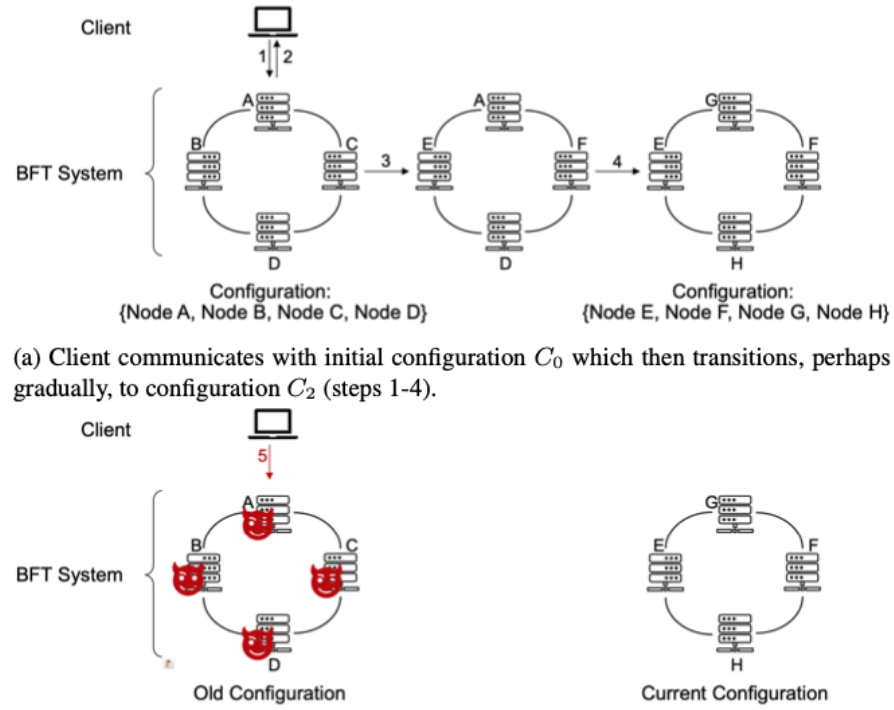 Client
1 2
A A G
B C E F E F
3 4
BFT System
D D H
Configuration: Configuration:
{Node A, Node B, Node C, Node D} {Node E, Node F, Node G, Node H}
(a) Client communicates with initial configuration C0 which then transitions, perhaps
gradually, to configuration C2 (steps 1-4).
Client
5
A G
B C E F
BFT System
D H
Old Configuration Current Configuration